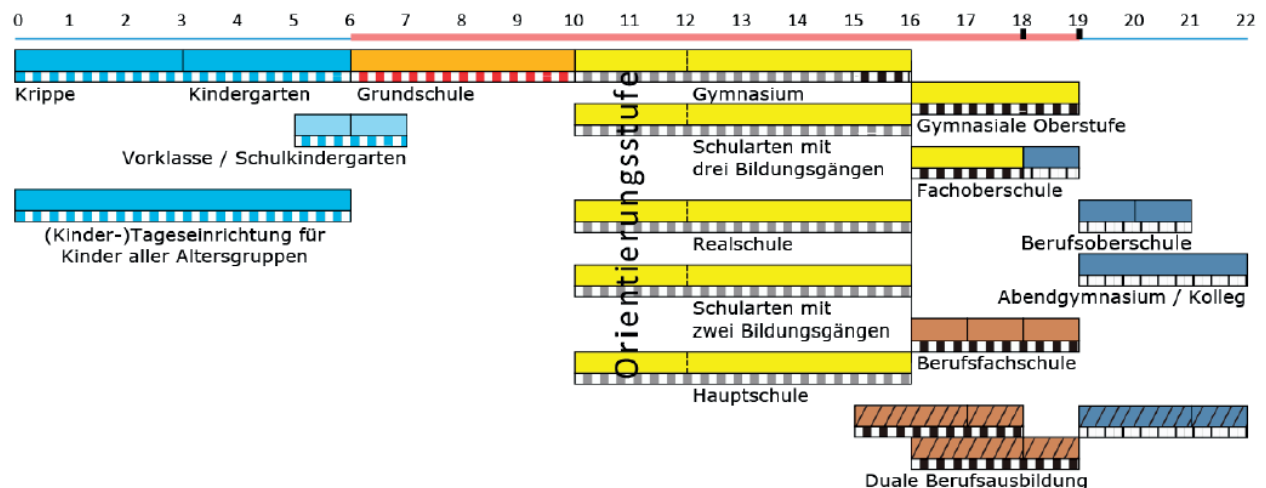 0 1 2 3 4 5 6 7 8 9 10 11 12 13 14 15 16 17 18 19 20 21 22
Krippe Kindergarten Grundschule Gymnasium
Orientierungsstufe
Gymnasiale Oberstufe
Vorklasse / Schulkindergarten
Schularten mit
drei Bildungsgängen
Fachoberschule
(Kinder-)Tageseinrichtung für
Kinder aller Altersgruppen
Realschule
Berufsoberschule
Abendgymnasium / Kolleg
Schularten mit
zwei Bildungsgängen
Berufsfachschule
Hauptschule
Duale Berufsausbildung